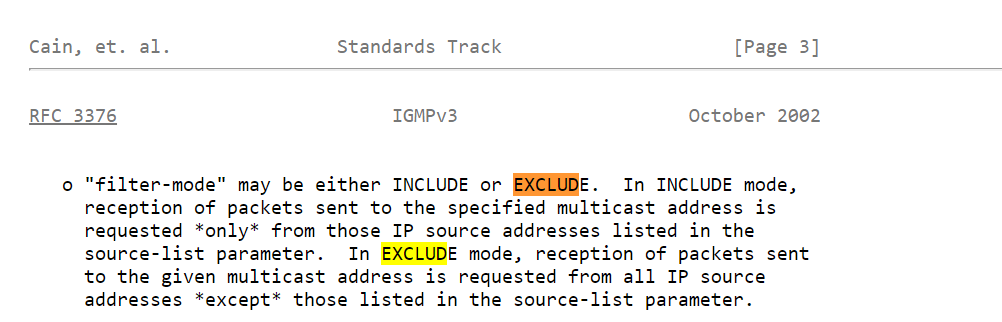 Cain, et. al. Standards Track [Page 3]
RFC 3376 IGMPv3 October 2002
o "filter-mode" may be either INCLUDE or EXCLUDE. In INCLUDE mode,
reception of packets sent to the specified multicast address is
requested *only* from those IP source addresses listed in the
source-list parameter. In EXCLUDE mode, reception of packets sent
to the given multicast address is requested from all IP source
addresses *except* those listed in the source-list parameter.